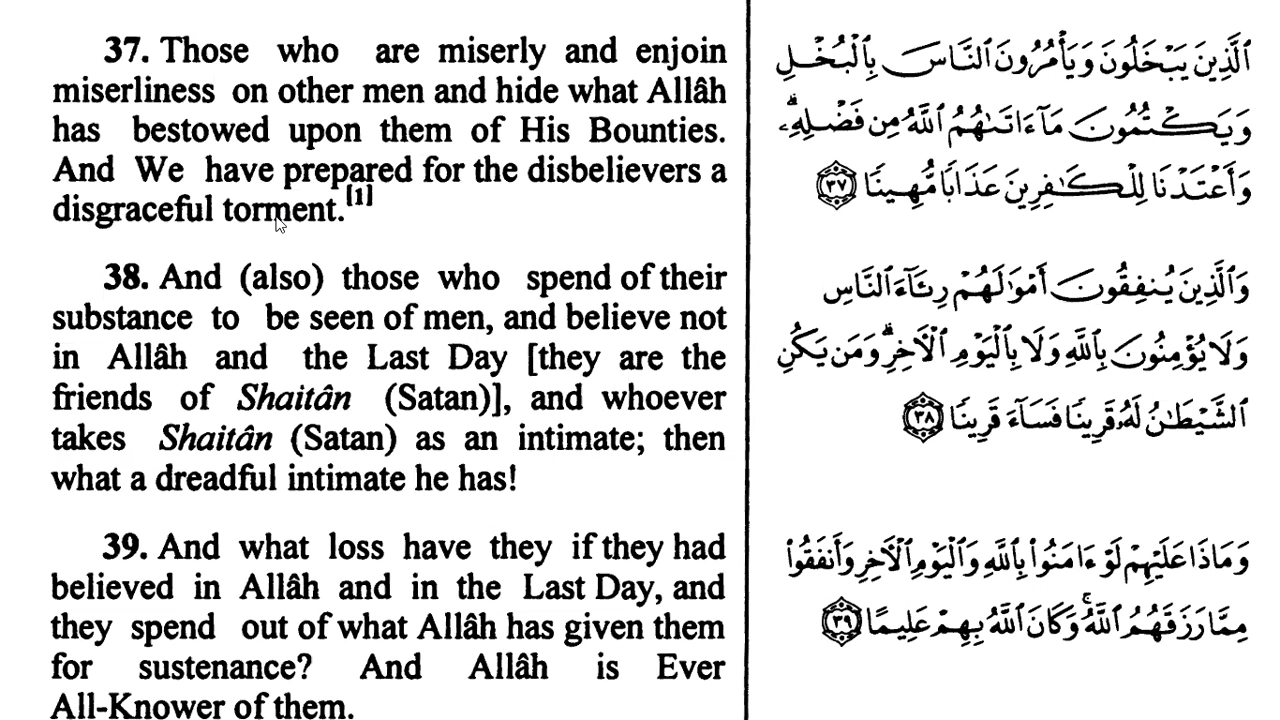 37. Those who are miserly and enjoin
miserliness on other men and hide what Allâh
has bestowed upon them of His Bounties.
And We have prepared for the disbelievers a
disgraceful torment.[1]
38. And (also) those who spend of their
substance to be seen of men, and believe not
in Allâh and the Last Day [they are the
friends of Shaitân (Satan)], and whoever
takes Shaitân (Satan) as an intimate; then
what a dreadful intimate he has!
39. And what loss have they if they had
believed in Allâh and in the Last Day, and
they spend out of what Allâh has given them
for sustenance? And Allâh is Ever
All-Knower of them.
ٱلَّذِينَ يَبْخَلُونَ وَيَأْمُرُونَ ٱلنَّاسَ بِٱلْبُخْلِ
وَيَكْتُمُونَ مَآ ءَاتَىٰهُمُ ٱللَّهُ مِن فَضْلِهِۦ ۗ
وَأَعْتَدْنَا لِلْكَٰفِرِينَ عَذَابًا مُّهِينًا ٣٧
وَٱلَّذِينَ يُنفِقُونَ أَمْوَٰلَهُمْ رِئَآءَ ٱلنَّاسِ
وَلَا يُؤْمِنُونَ بِٱللَّهِ وَلَا بِٱلْيَوْمِ ٱلْأَخِرِ ۗ وَمَن يَكُنِ
ٱلشَّيْطَٰنُ لَهُۥ قَرِينًا فَسَآءَ قَرِينًا ٣٨
وَمَاذَا عَلَيْهِمْ لَوْ ءَامَنُوا۟ بِٱللَّهِ وَٱلْيَوْمِ ٱلْأَخِرِ وَأَنفَقُوا۟
مِمَّا رَزَقَهُمُ ٱللَّهُ ۚ وَكَانَ ٱللَّهُ بِهِمْ عَلِيمًا ٣٩